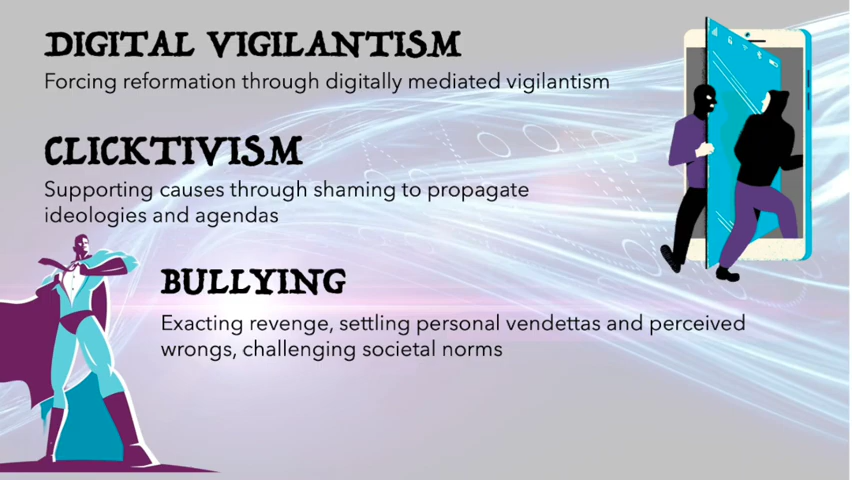 DIGITAL VIGILANTISM
Forcing reformation through digitally mediated vigilantism
CLICKTIVISM
Supporting causes through shaming to propagate
ideologies and agendas
BULLYING
Exacting revenge, settling personal vendettas and perceived
wrongs, challenging societal norms